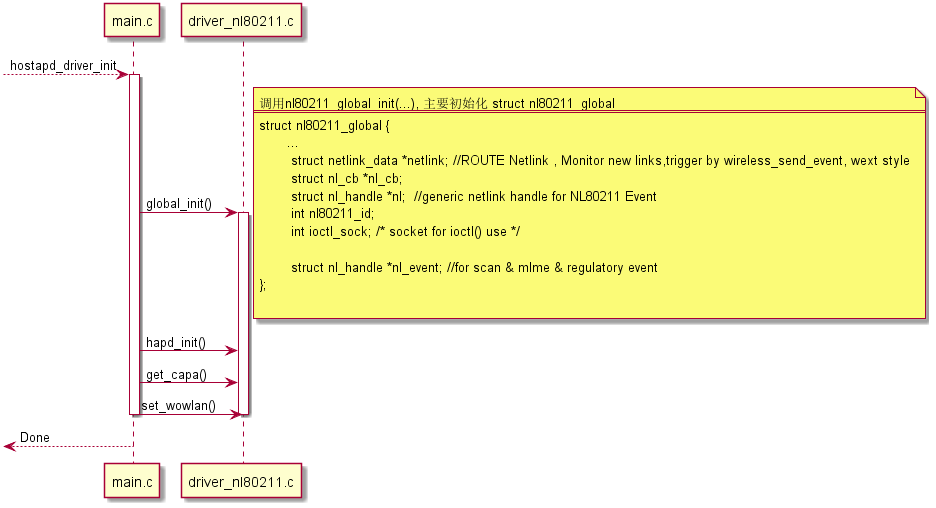 main.c
driver_nl80211.c
hostapd_driver_init
调用nl80211_global_init(...), 主要初始化 struct nl80211_global
struct nl80211_global {
...
struct netlink_data *netlink; //ROUTE Netlink , Monitor new links,trigger by wireless_send_event, wext style
struct nl_cb *nl_cb;
struct nl_handle *nl;  //generic netlink handle for NL80211 Event
int nl80211_id;
int ioctl_sock; /* socket for ioctl() use */
struct nl_handle *nl_event; //for scan & mlme & regulatory event
};
global_init()
hapd_init()
get_capa()
set_wowlan()
Done
main.c
driver_nl80211.c